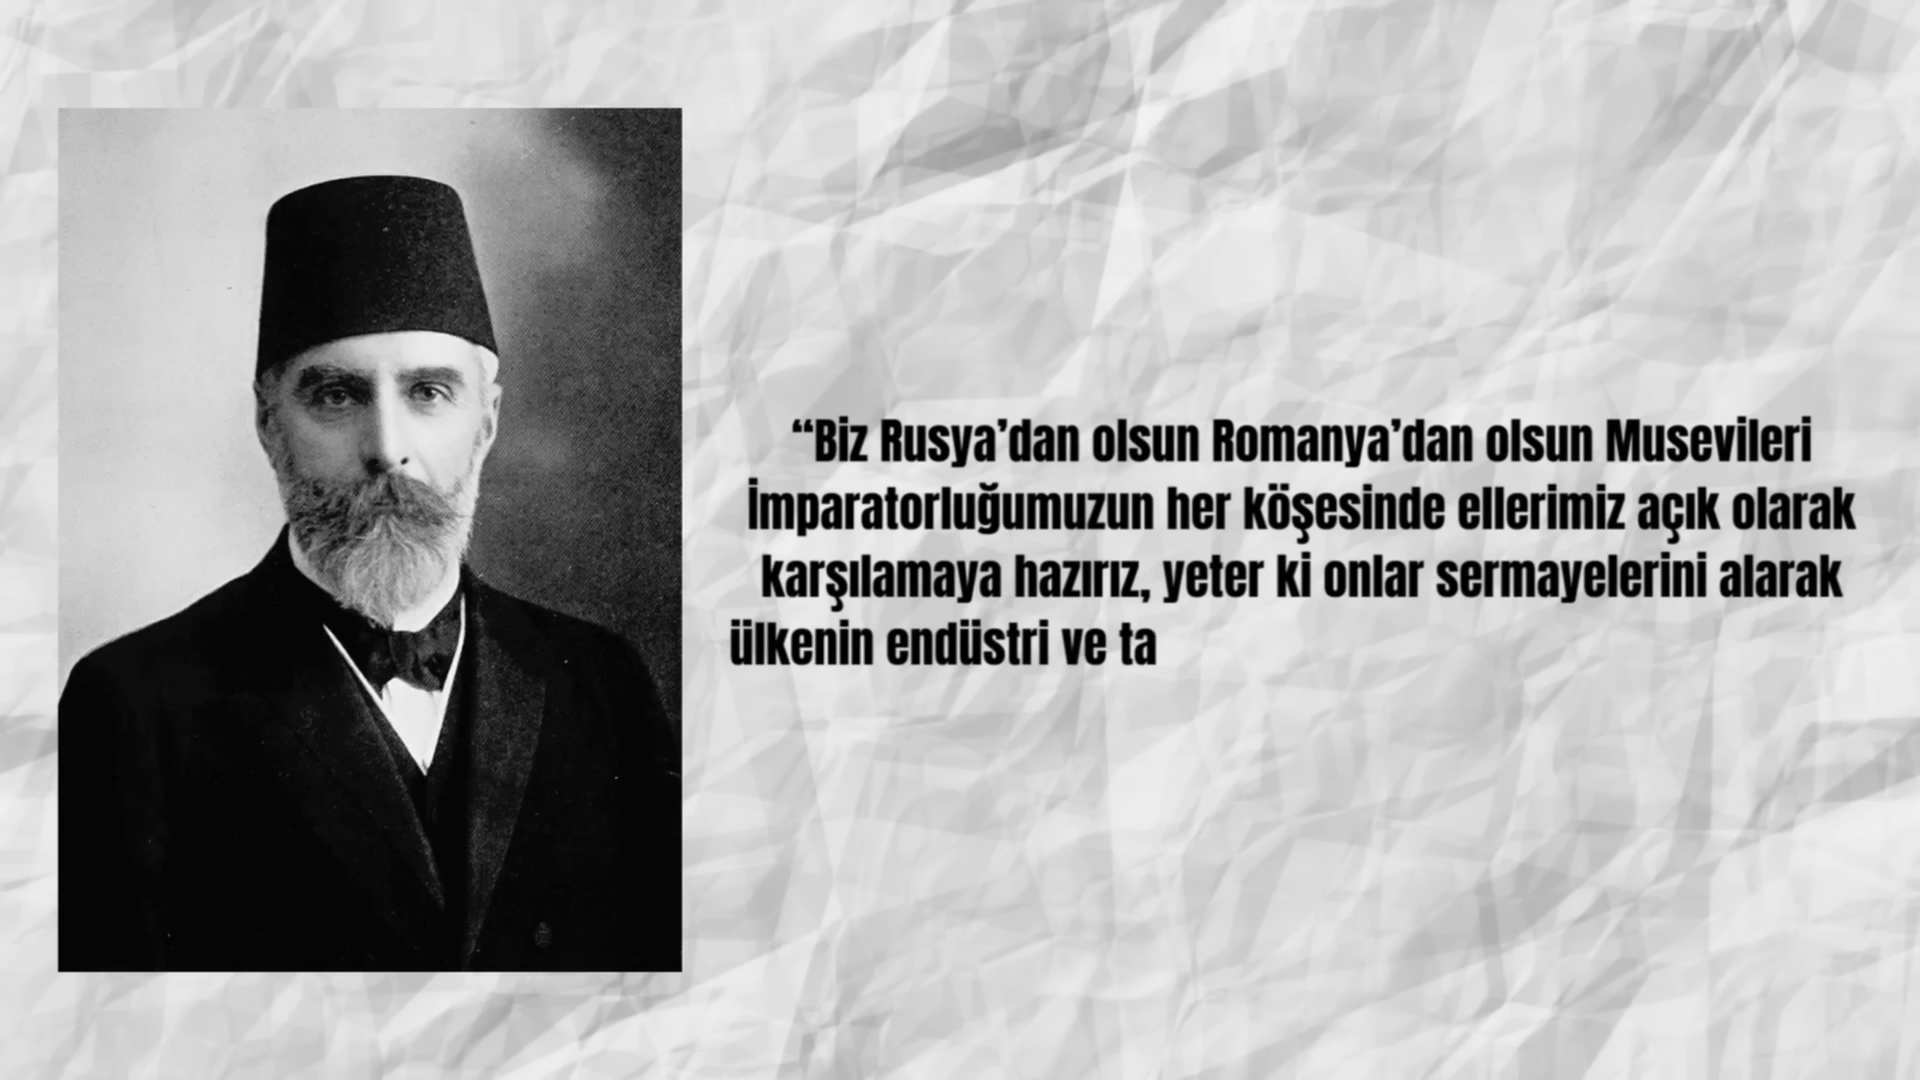 “Biz Rusya’dan olsun Romanya’dan olsun Musevileri
İmparatorluğumuzun her köşesinde ellerimiz açık olarak
karşılamaya hazırız, yeter ki onlar sermayelerini alarak
ülkenin endüstri ve ta